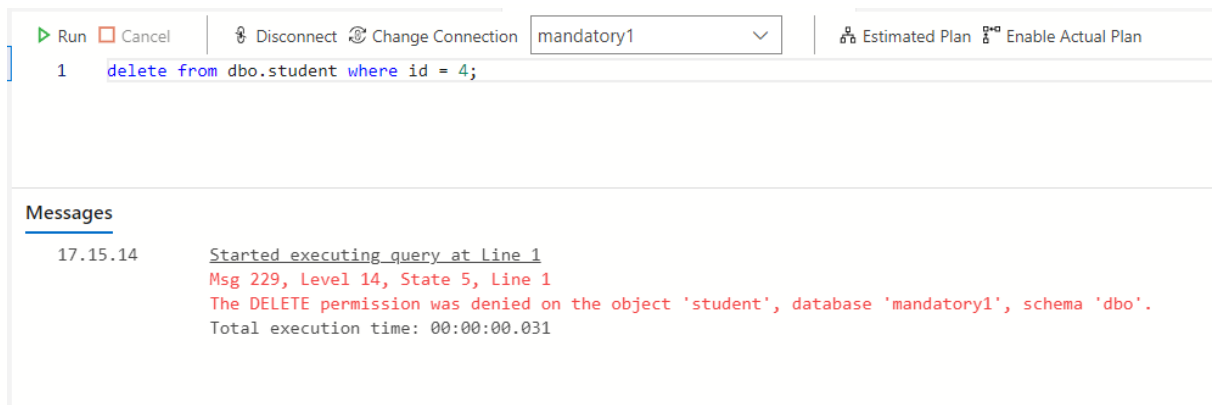 Run Cancel Disconnect Change Connection mandatory1 Estimated Plan Enable Actual Plan
1 delete from dbo.student where id = 4;
Messages
17.15.14 Started executing query at Line 1
Msg 229, Level 14, State 5, Line 1
The DELETE permission was denied on the object 'student', database 'mandatory1', schema 'dbo'.
Total execution time: 00:00:00.031